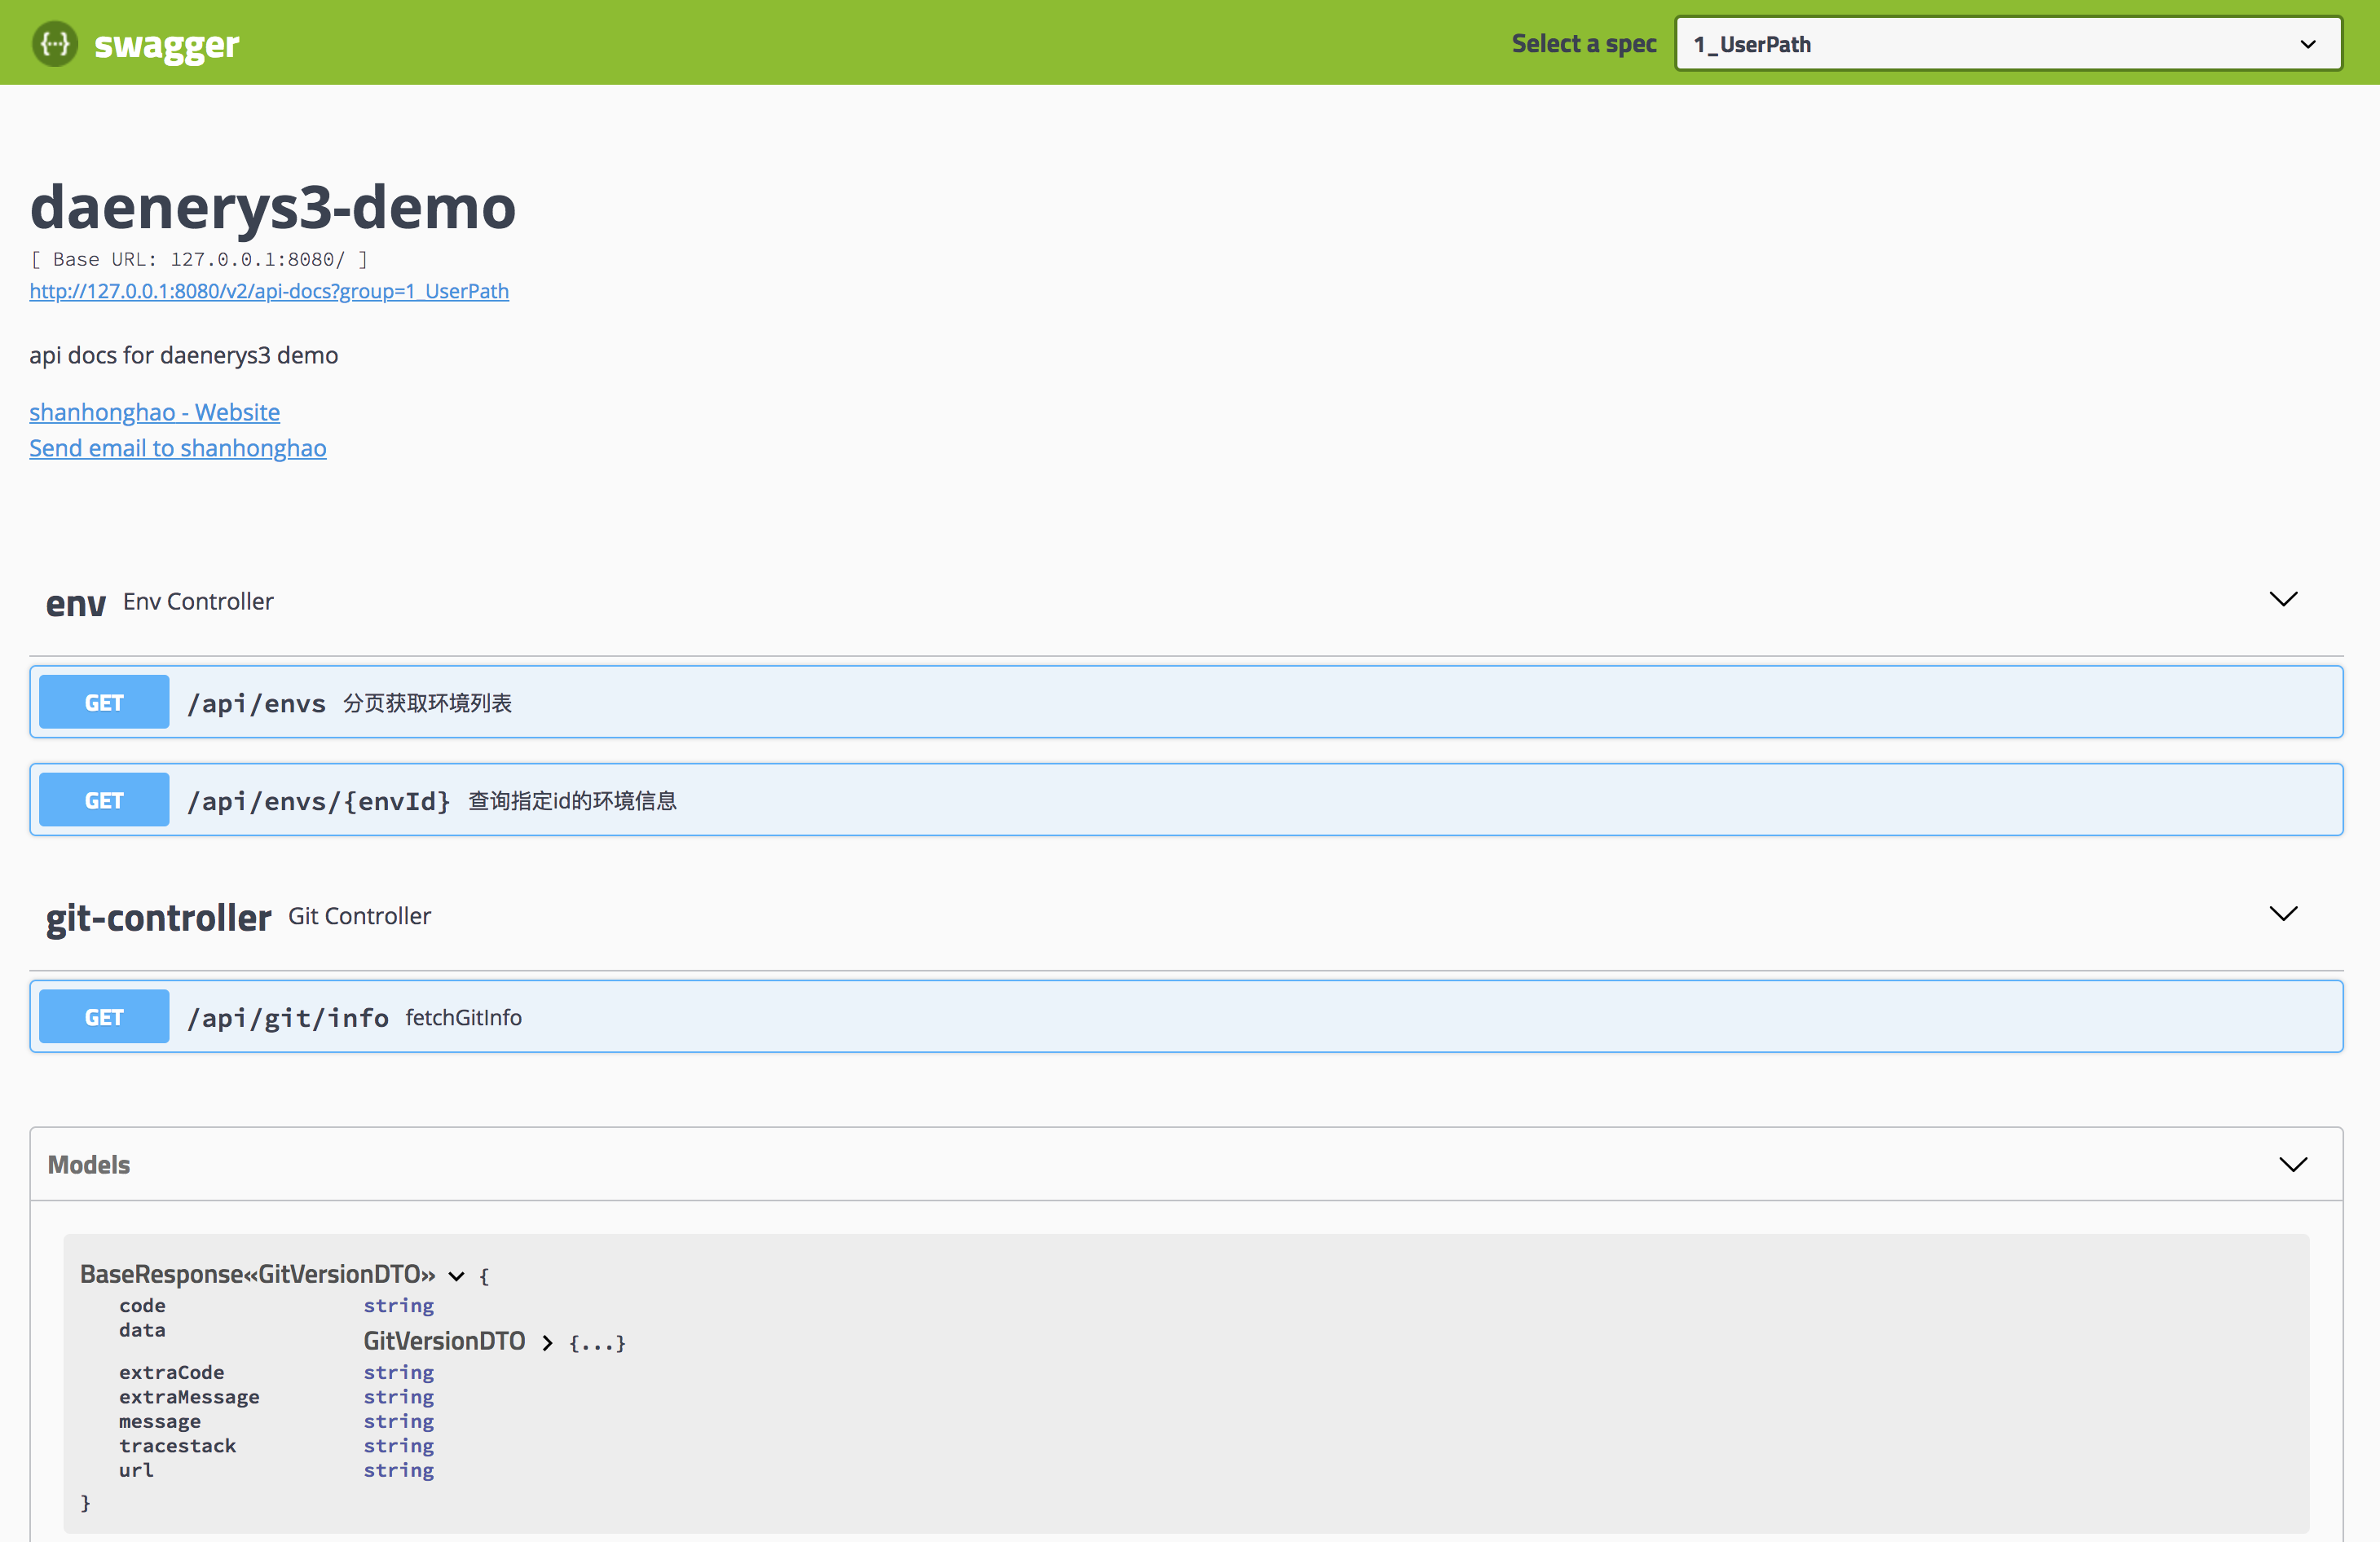 swagger
Select a spec 1_UserPath
daenerys3-demo
[ Base URL: 127.0.0.1:8080/ ]
http://127.0.0.1:8080/v2/api-docs?group=1_UserPath
api docs for daenerys3 demo
shanhonghao - Website
Send email to shanhonghao
env Env Controller
GET /api/envs 分页获取环境列表
GET /api/envs/{envId} 查询指定id的环境信息
git-controller Git Controller
GET /api/git/info fetchGitInfo
Models
BaseResponse«GitVersionDTO» {
code string
data
GitVersionDTO {...}
extraCode string
extraMessage string
message string
tracestack string
url string
}